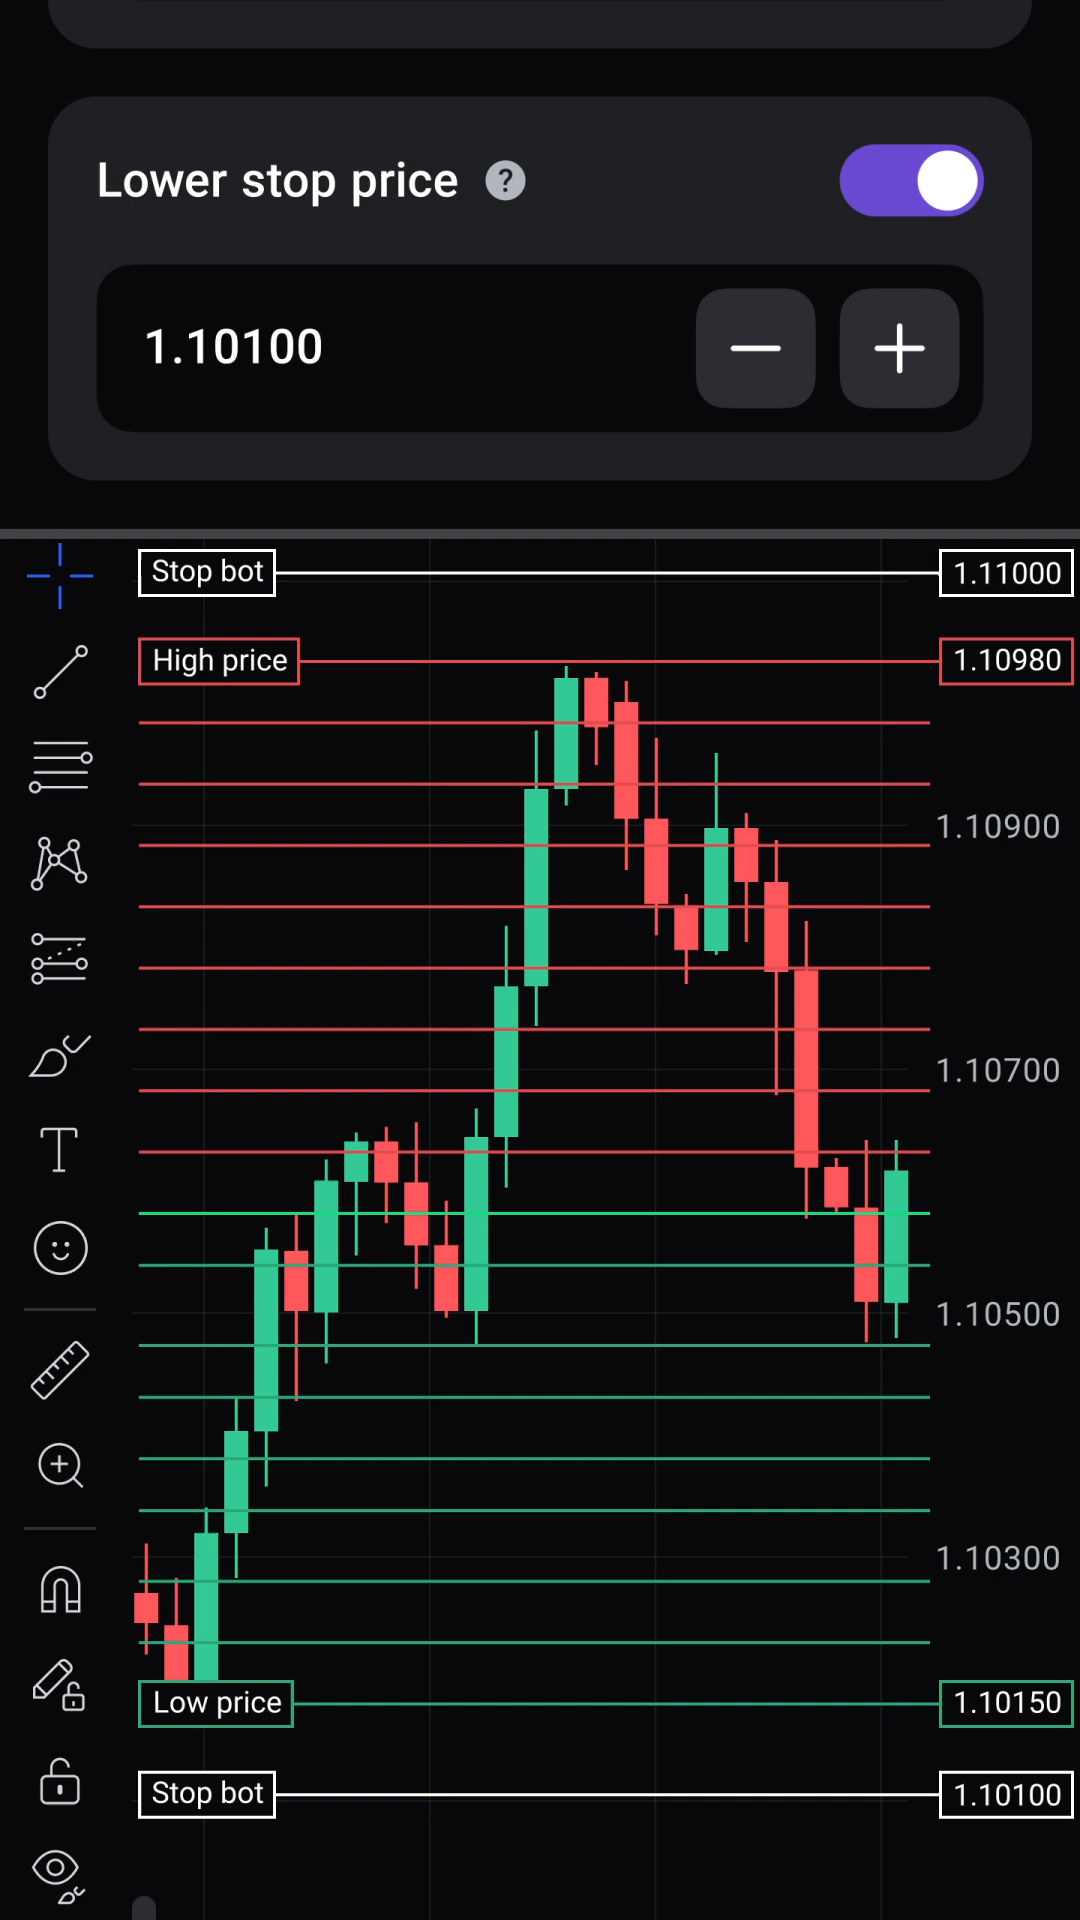 Lower stop price ?
1.10100
Stop bot 1.11000
High price 1.10980
1.10900
1.10700
1.10500
1.10300
Low price 1.10150
Stop bot 1.10100